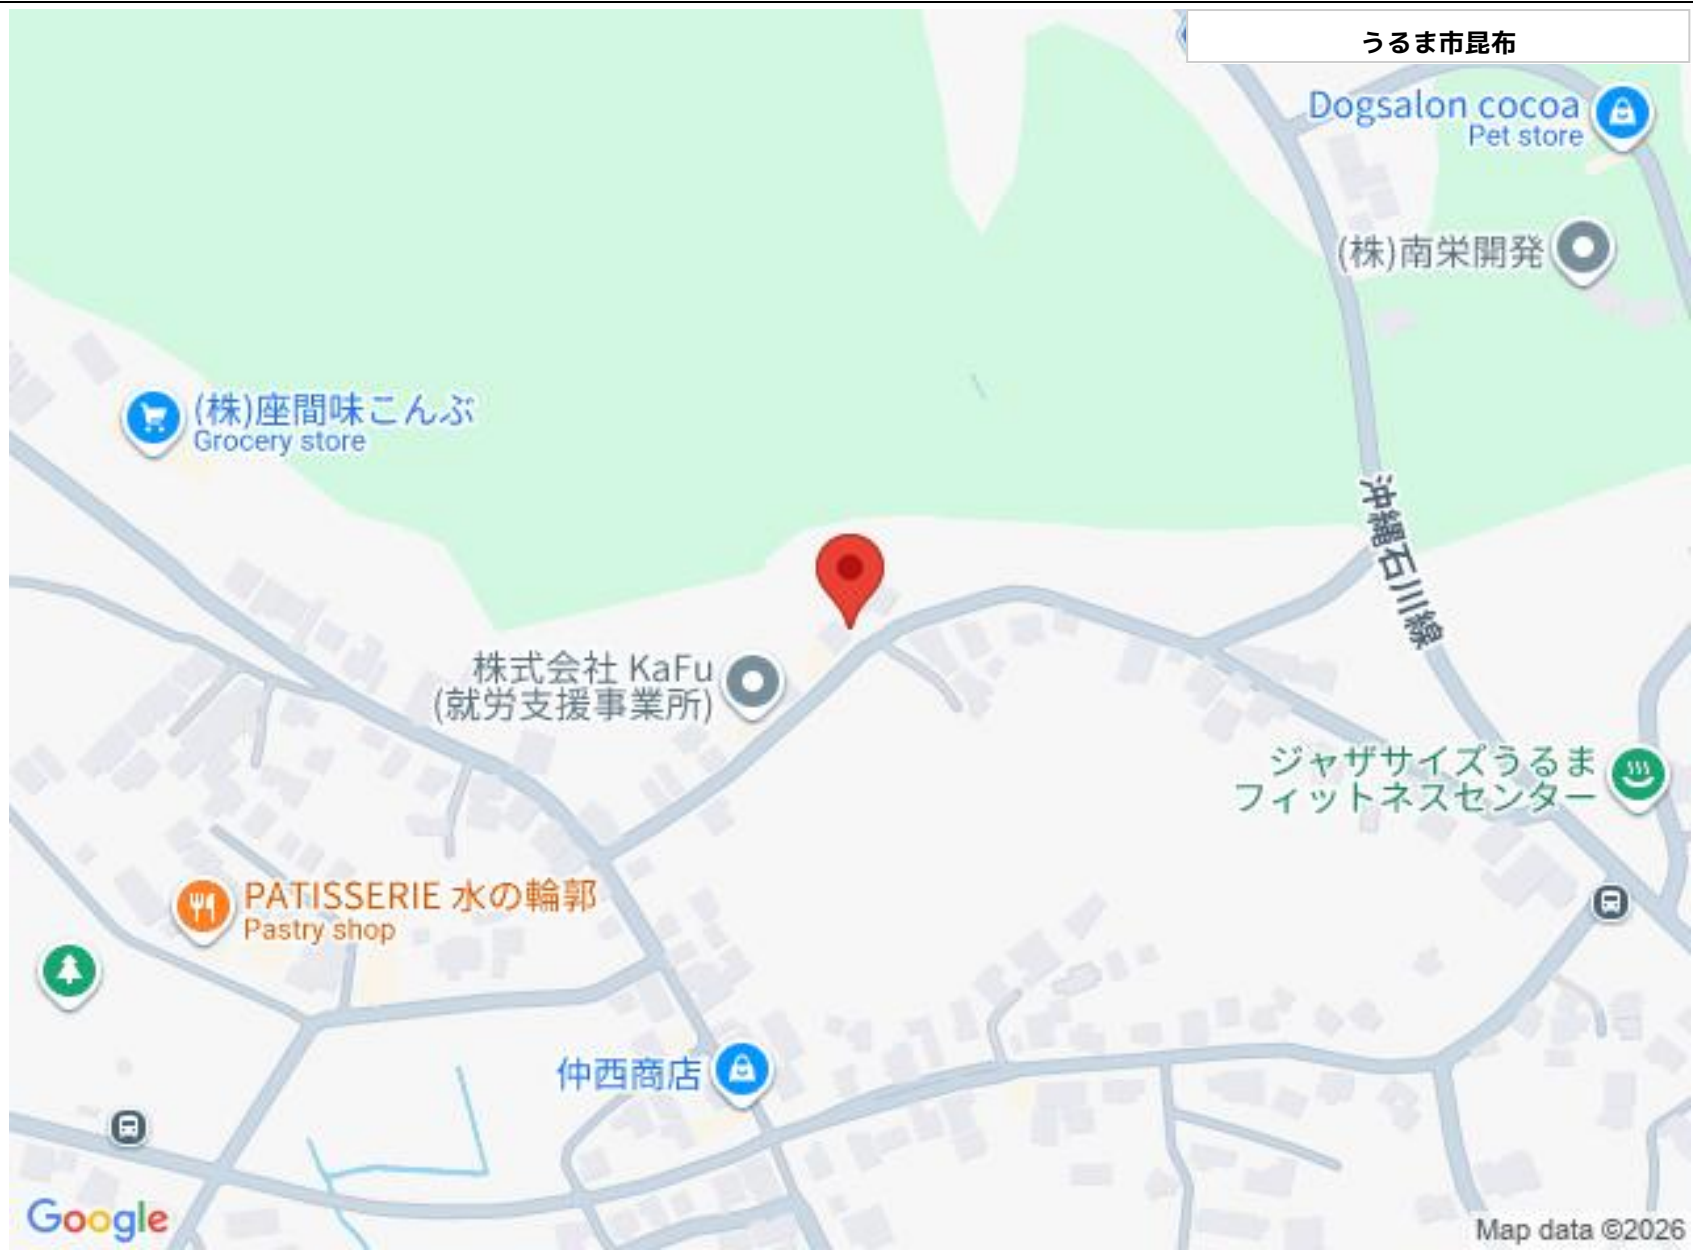 うるま市昆布
Dogsalon cocoa
Pet store
(株)南栄開発
(株)座間味こんぶ
Grocery store
沖縄石川線
株式会社 KaFu
(就労支援事業所)
ジャザサイズうるま
フィットネスセンター
PATISSERIE 水の輪郭
Pastry shop
仲西商店
Google
Map data ©2026